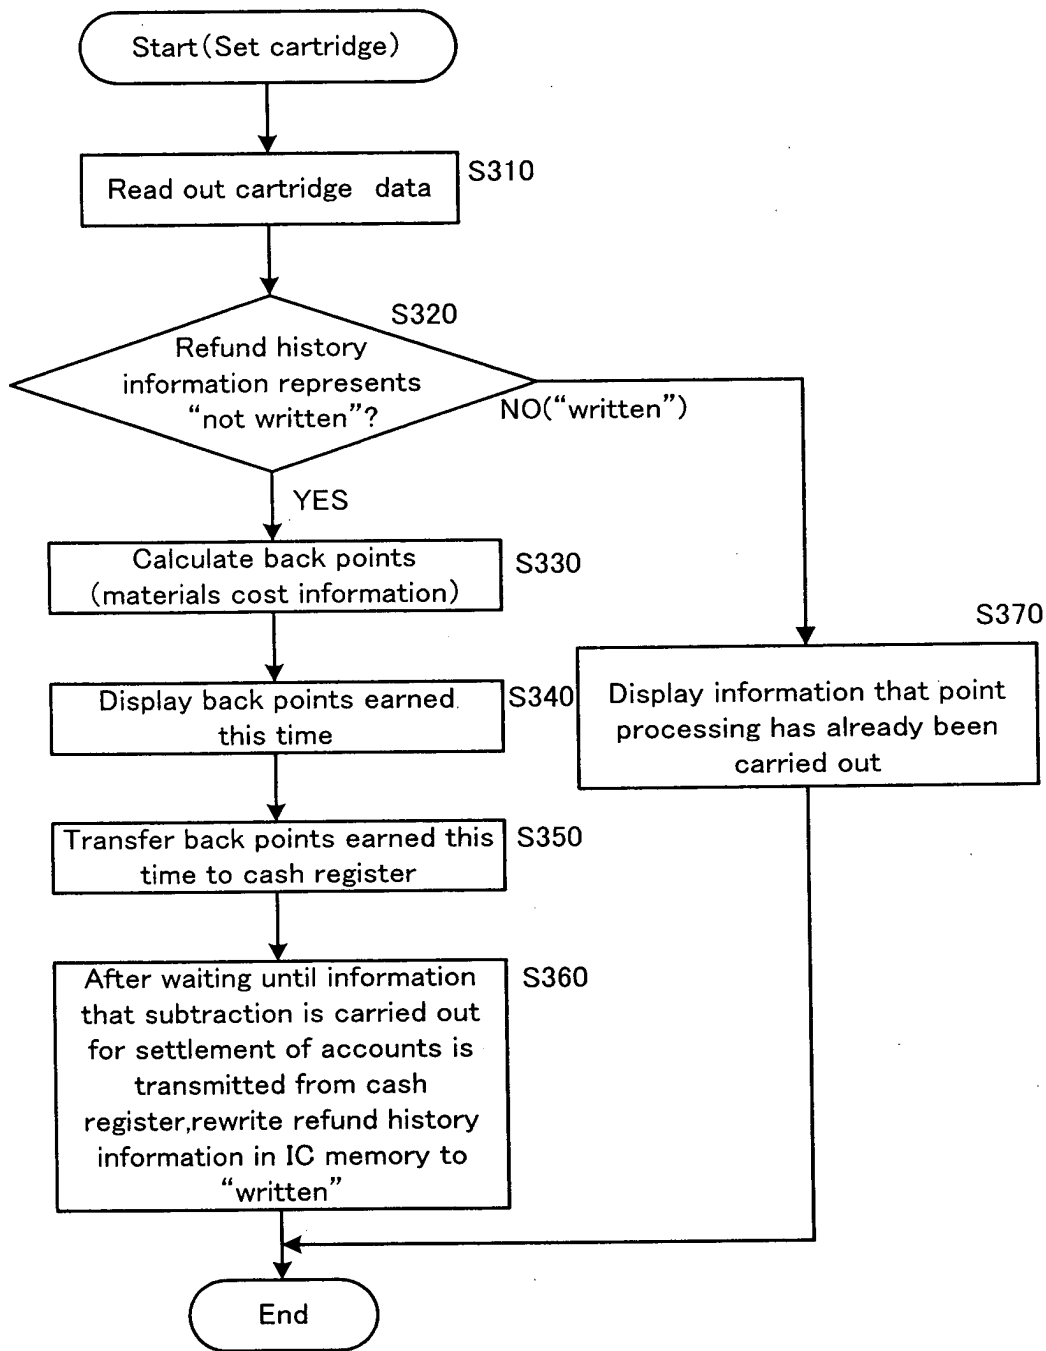 Start(Set cartridge)
Read out cartridge data
S310
S320
Refund history
information represents
“not written”?
NO(“written”)
YES
Calculate back points
(materials cost information)
S330
S370
Display back points earned
this time
S340
Display information that point
processing has already been
carried out
Transfer back points earned this
time to cash register
S350
After waiting until information
that subtraction is carried out
for settlement of accounts is
transmitted from cash
register,rewrite refund history
information in IC memory to
“written”
S360
End